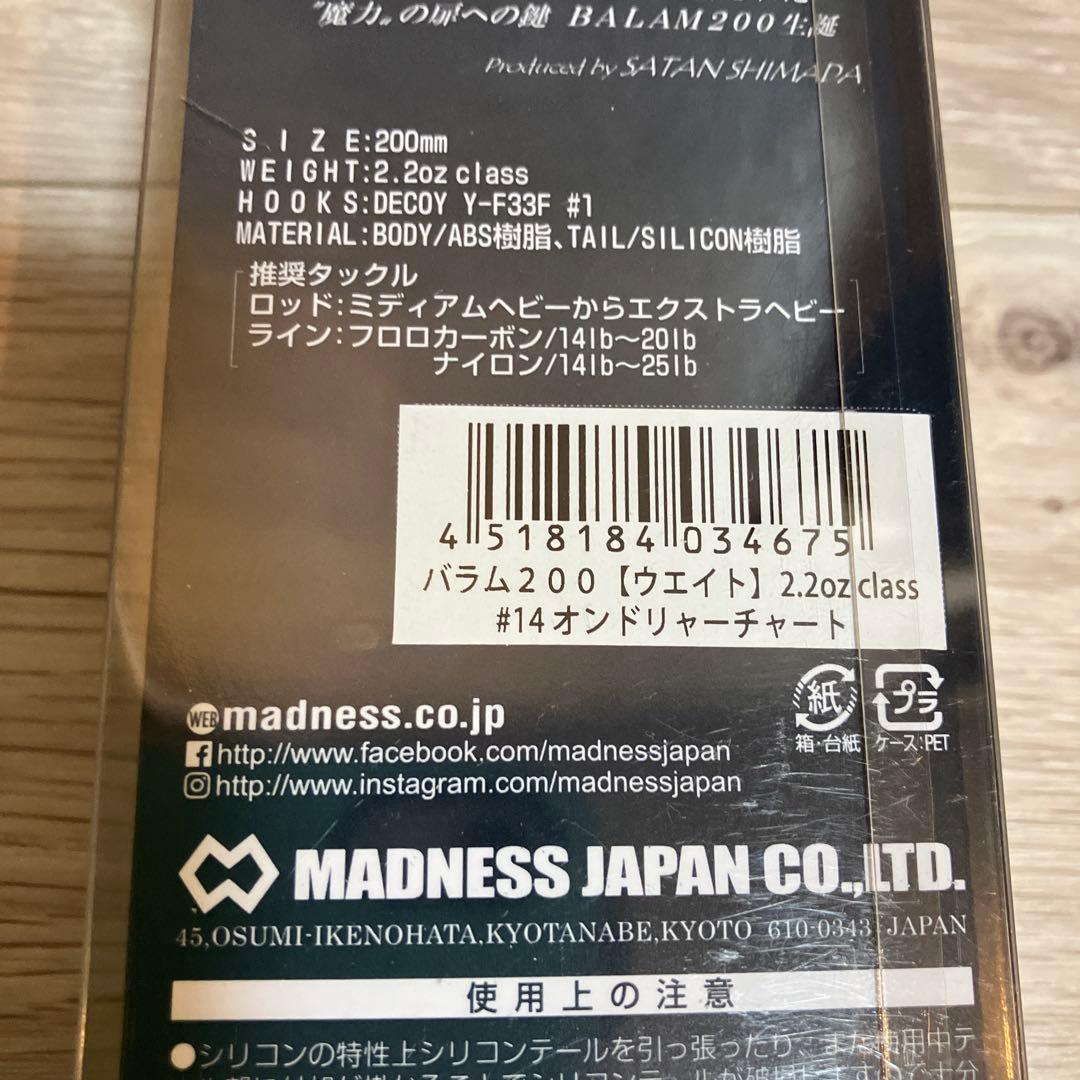 "魔力"の扉への鍵 BALAM200生誕
Produced by SATAN SHIMADA
SIZE:200mm
WEIGHT:2.2oz class
HOOKS:DECOY Y-F33F #1
MATERIAL:BODY/ABS樹脂、TAIL/SILICON樹脂
推奨タックル
ロッド:ミディアムヘビーからエクストラヘビー
ライン:フロロカーボン/14lb〜20lb
ナイロン/14lb〜25lb
4 518184 034675
バラム200【ウエイト】2.2oz class
#14オンドリャーチャート
紙 プラ
箱・台紙 ケース:PET
WEB madness.co.jp
http://www.facebook.com/madnessjapan
http://www.instagram.com/madnessjapan
MADNESS JAPAN CO.,LTD.
45,OSUMI-IKENOHATA,KYOTANABE,KYOTO 610-0343 JAPAN
使用上の注意
●シリコンの特性上シリコンテールを引っ張ったり、また使用中テ